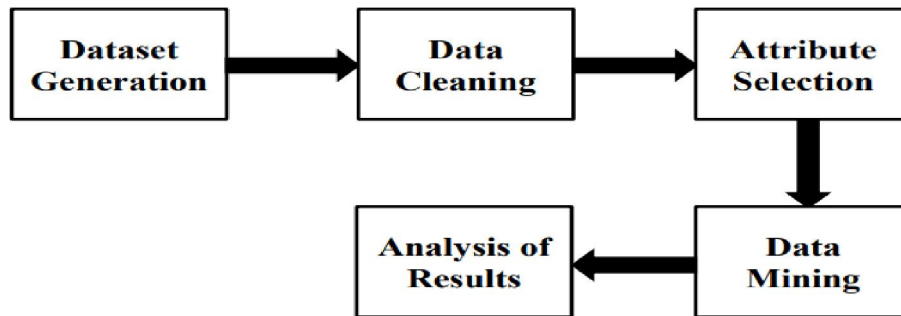 Dataset
Generation
Data
Cleaning
Attribute
Selection
Data
Mining
Analysis of
Results